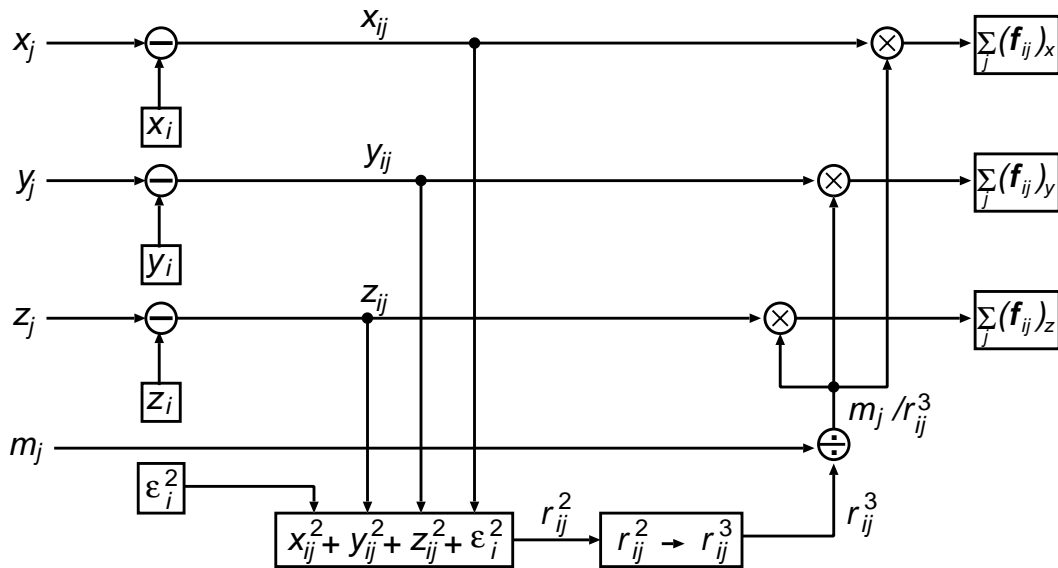 x_j − x_ij × Σ_j (f_ij)_x
x_i
y_j − y_ij × Σ_j (f_ij)_y
y_i
z_j − z_ij × Σ_j (f_ij)_z
z_i
m_j / r_ij^3
m_j ÷
ε_i^2
x_ij^2 + y_ij^2 + z_ij^2 + ε_i^2 r_ij^2 r_ij^2 → r_ij^3 r_ij^3